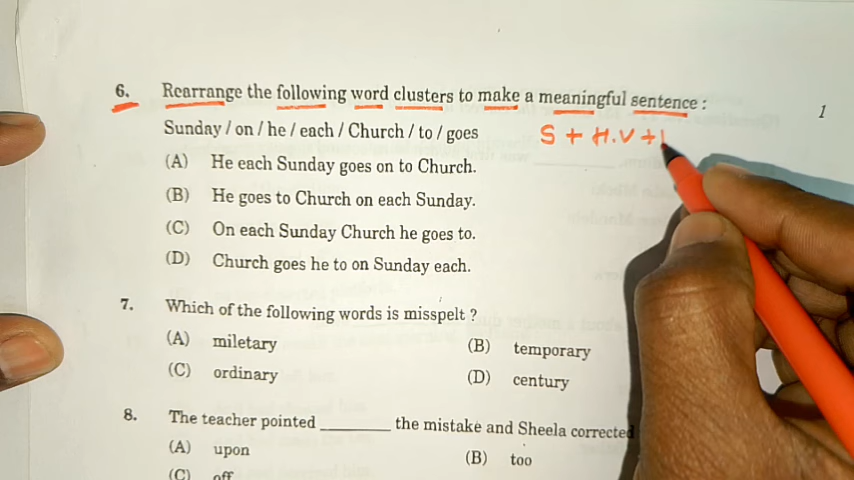 6. Rearrange the following word clusters to make a meaningful sentence :
1
Sunday / on / he / each / Church / to / goes
S + H.V +
(A) He each Sunday goes on to Church.
(B) He goes to Church on each Sunday.
(C) On each Sunday Church he goes to.
(D) Church goes he to on Sunday each.
7. Which of the following words is misspelt ?
(A) miletary
(B) temporary
(C) ordinary
(D) century
8. The teacher pointed ________ the mistake and Sheela corrected
(A) upon
(B) too
(C) off